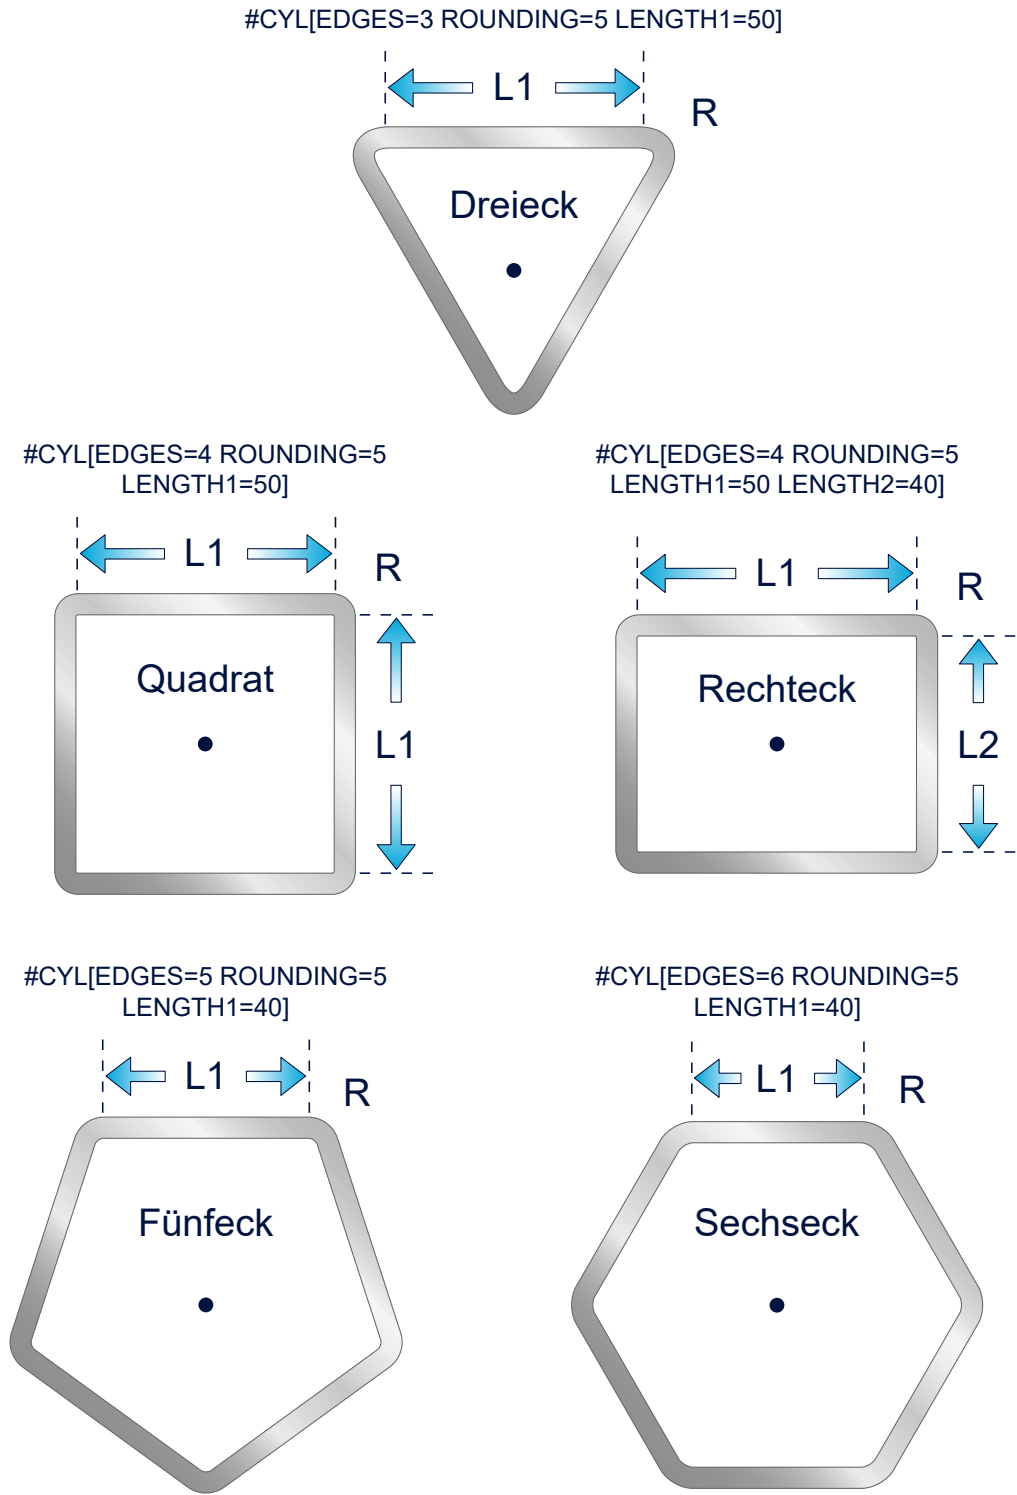 #CYL[EDGES=3 ROUNDING=5 LENGTH1=50]
L1
R
Dreieck
#CYL[EDGES=4 ROUNDING=5
LENGTH1=50]
L1
R
Quadrat
L1
#CYL[EDGES=4 ROUNDING=5
LENGTH1=50 LENGTH2=40]
L1
R
Rechteck
L2
#CYL[EDGES=5 ROUNDING=5
LENGTH1=40]
L1
R
Fünfeck
#CYL[EDGES=6 ROUNDING=5
LENGTH1=40]
L1
R
Sechseck